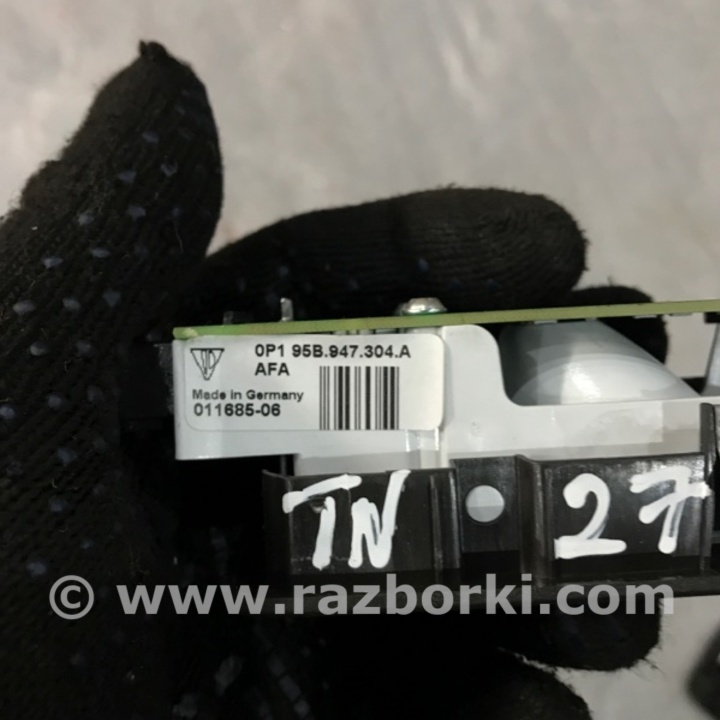 0P1 95B.947.304.A
AFA
Made in Germany
011685-06
TN 27
© www.razborki.com